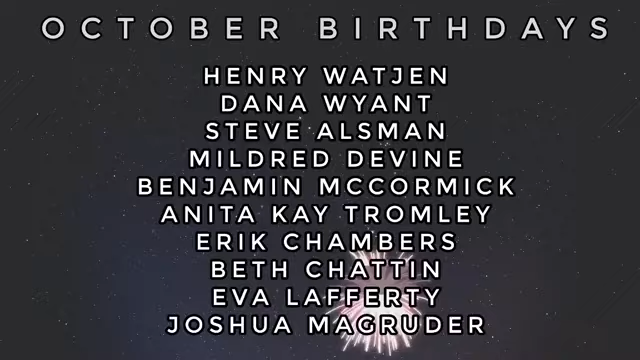 OCTOBER BIRTHDAYS
HENRY WATJEN
DANA WYANT
STEVE ALSMAN
MILDRED DEVINE
BENJAMIN MCCORMICK
ANITA KAY TROMLEY
ERIK CHAMBERS
BETH CHATTIN
EVA LAFFERTY
JOSHUA MAGRUDER